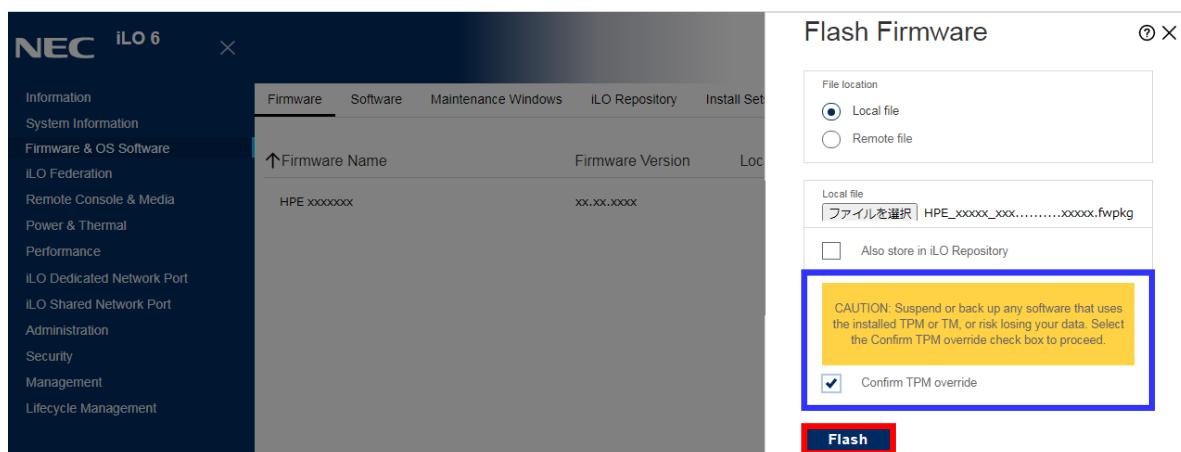 NEC iLO 6
Information
System Information
Firmware & OS Software
iLO Federation
Remote Console & Media
Power & Thermal
Performance
iLO Dedicated Network Port
iLO Shared Network Port
Administration
Security
Management
Lifecycle Management
Firmware Software Maintenance Windows iLO Repository Install Set
Firmware Name Firmware Version Loc
HPE xxxxxxx xx.xx.xxxx
Flash Firmware
File location
Local file
Remote file
Local file
ファイルを選択 HPE_xxxxx_xxx..........xxxxx.fwpkg
Also store in iLO Repository
CAUTION: Suspend or back up any software that uses
the installed TPM or TM, or risk losing your data. Select
the Confirm TPM override check box to proceed.
Confirm TPM override
Flash